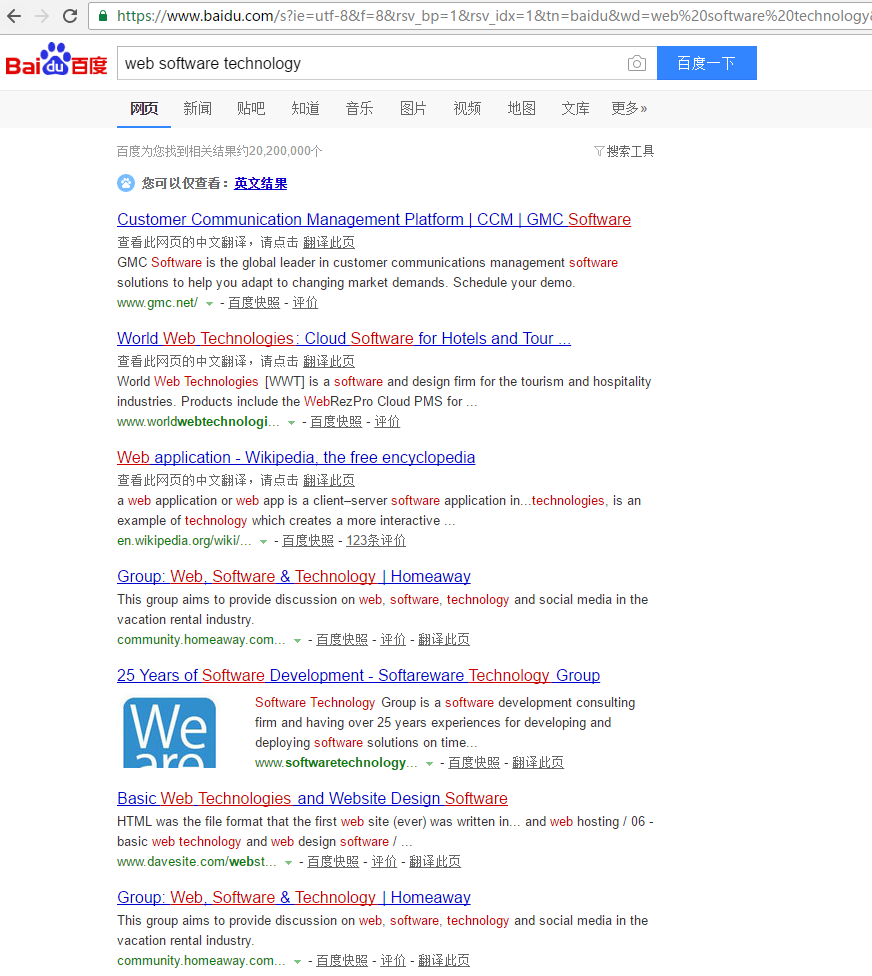 https://www.baidu.com/s?ie=utf-8&f=8&rsv_bp=1&rsv_idx=1&tn=baidu&wd=web%20software%20technology
Bai du 百度 web software technology 百度一下
网页 新闻 贴吧 知道 音乐 图片 视频 地图 文库 更多»
百度为您找到相关结果约20,200,000个 搜索工具
您可以仅查看：英文结果
Customer Communication Management Platform | CCM | GMC Software
查看此网页的中文翻译，请点击 翻译此页
GMC Software is the global leader in customer communications management software
solutions to help you adapt to changing market demands. Schedule your demo.
www.gmc.net/ - 百度快照 - 评价
World Web Technologies: Cloud Software for Hotels and Tour ...
查看此网页的中文翻译，请点击 翻译此页
World Web Technologies [WWT] is a software and design firm for the tourism and hospitality
industries. Products include the WebRezPro Cloud PMS for ...
www.worldwebtechnologi... - 百度快照 - 评价
Web application - Wikipedia, the free encyclopedia
查看此网页的中文翻译，请点击 翻译此页
a web application or web app is a client–server software application in...technologies, is an
example of technology which creates a more interactive ...
en.wikipedia.org/wiki/... - 百度快照 - 123条评价
Group: Web, Software & Technology | Homeaway
This group aims to provide discussion on web, software, technology and social media in the
vacation rental industry.
community.homeaway.com... - 百度快照 - 评价 - 翻译此页
25 Years of Software Development - Softareware Technology Group
We are
Software Technology Group is a software development consulting
firm and having over 25 years experiences for developing and
deploying software solutions on time...
www.softwaretechnology... - 百度快照 - 翻译此页
Basic Web Technologies and Website Design Software
HTML was the file format that the first web site (ever) was written in... and web hosting / 06 -
basic web technology and web design software / ...
www.davesite.com/webst... - 百度快照 - 评价 - 翻译此页
Group: Web, Software & Technology | Homeaway
This group aims to provide discussion on web, software, technology and social media in the
vacation rental industry.
community.homeaway.com... - 百度快照 - 评价 - 翻译此页